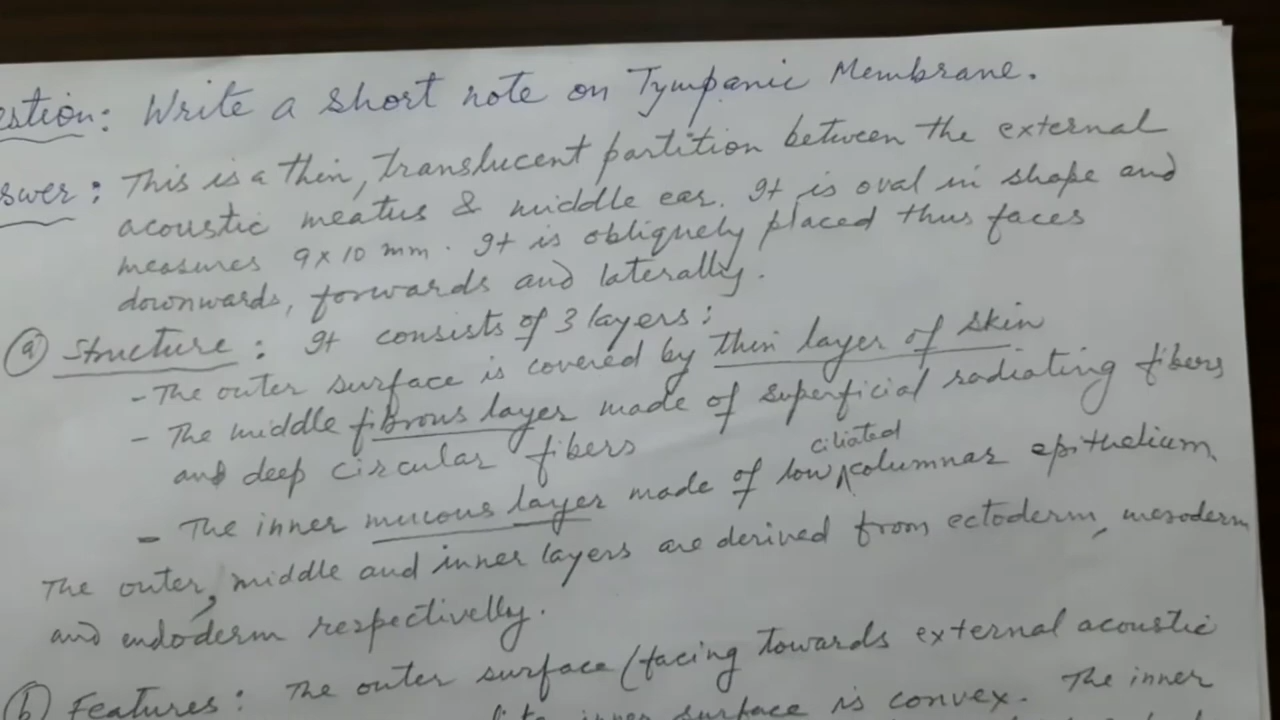 estion: Write a short note on Tympanic Membrane.
swer: This is a thin, translucent partition between the external
acoustic meatus & middle ear. It is oval in shape and
measures 9x10 mm. It is obliquely placed thus faces
downwards, forwards and laterally.
(a) Structure: It consists of 3 layers:
- The outer surface is covered by thin layer of skin
- The middle fibrous layer made of superficial radiating fibers
and deep circular fibers
ciliated
- The inner mucous layer made of low columnar epithelium
The outer, middle and inner layers are derived from ectoderm, mesoderm
and endoderm respectivelly.
(b) Features: The outer surface (facing towards external acoustic
inner surface is convex. The inner